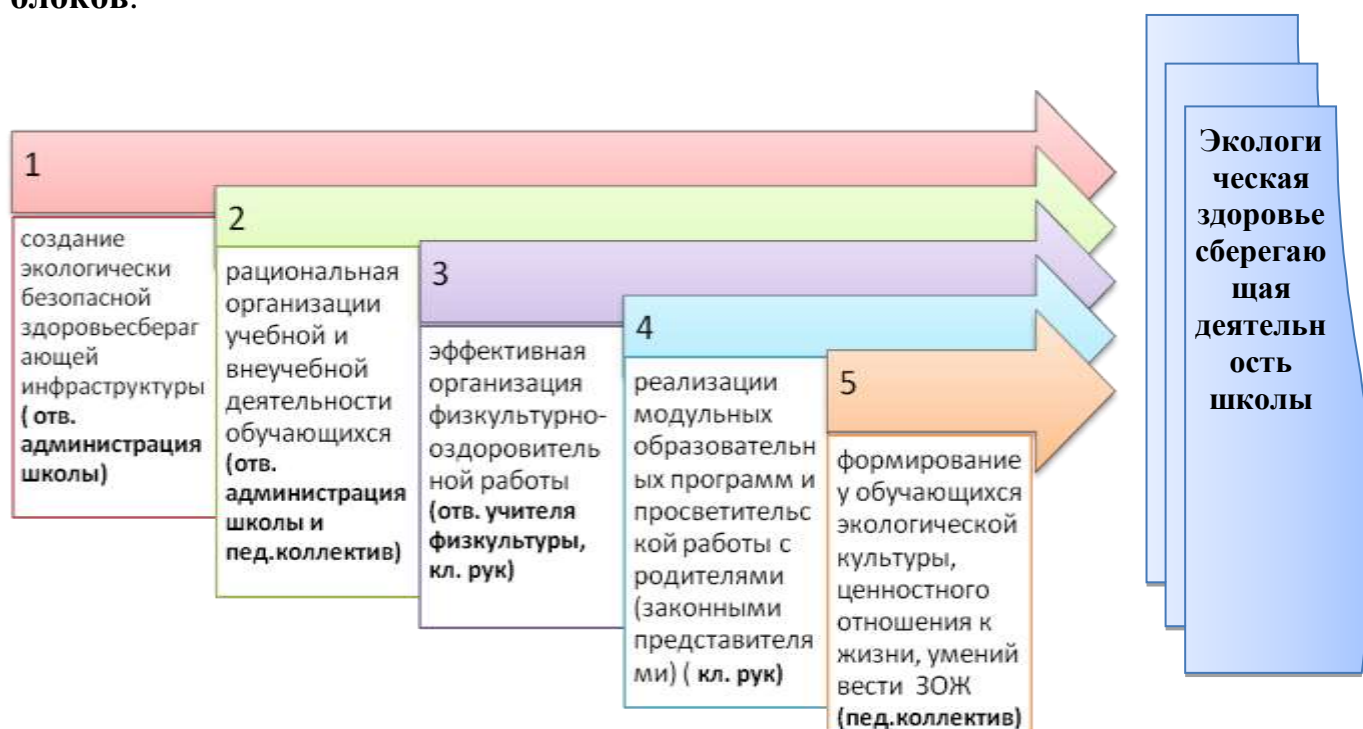 блоков.
1
создание
экологически
безопасной
здоровьесберег
ающей
инфраструктуры
( отв.
администрация
школы)
2
рациональная
организации
учебной и
внеучебной
деятельности
обучающихся
(отв.
администрация
школы и
пед.коллектив)
3
эффективная
организация
физкультурно-
оздоровитель
ной работы
(отв. учителя
физкультуры,
кл. рук)
4
реализации
модульных
образовательн
ых программ и
просветительс
кой работы с
родителями
(законными
представителя
ми) ( кл. рук)
5
формирование
у обучающихся
экологической
культуры,
ценностного
отношения к
жизни, умений
вести ЗОЖ
(пед.коллектив)
Экологи
ческая
здоровье
сберегаю
щая
деятельн
ость
школы